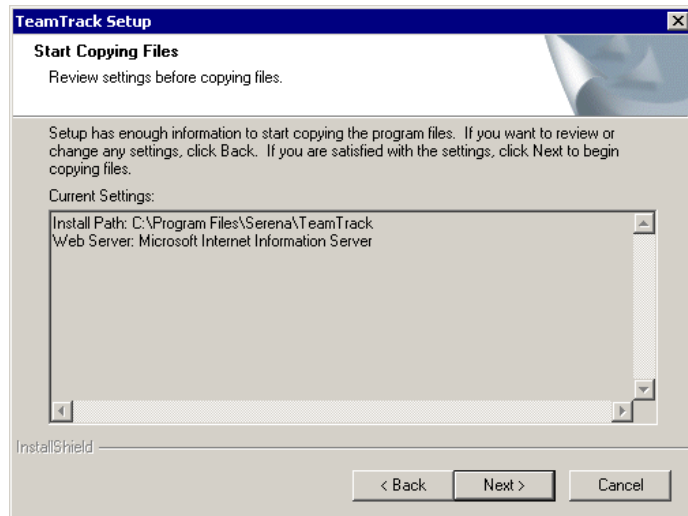 TeamTrack Setup
Start Copying Files
Review settings before copying files.
Setup has enough information to start copying the program files. If you want to review or
change any settings, click Back. If you are satisfied with the settings, click Next to begin
copying files.
Current Settings:
Install Path: C:\Program Files\Serena\TeamTrack
Web Server: Microsoft Internet Information Server
InstallShield
< Back
Next >
Cancel